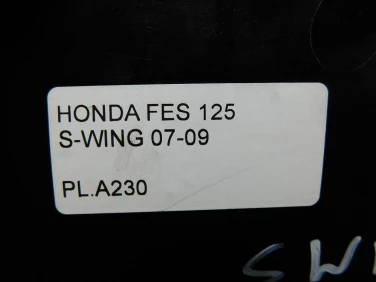 HONDA FES 125
S-WING 07-09
PL.A230